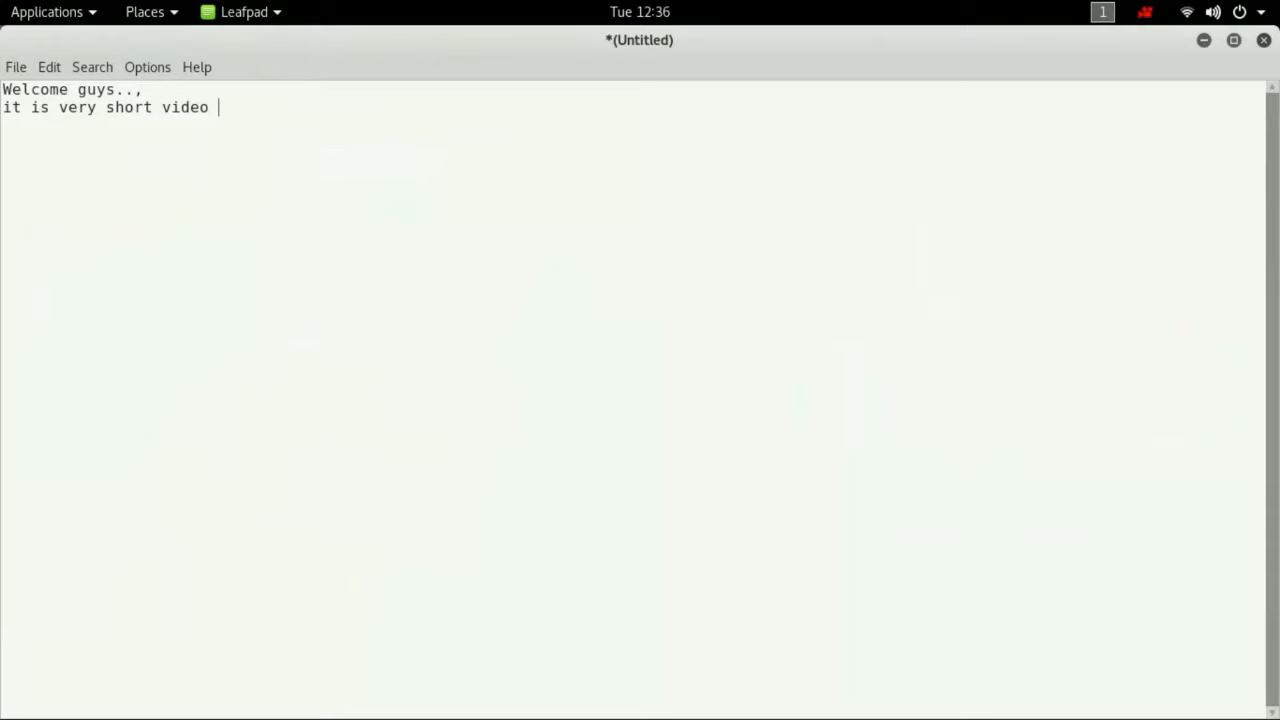 Applications Places Leafpad Tue 12:36 1
*(Untitled)
File Edit Search Options Help
Welcome guys..,
it is very short video